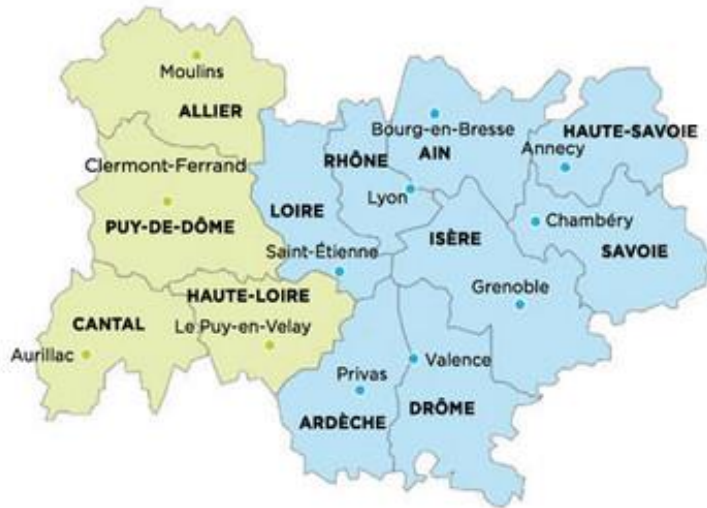 Moulins
ALLIER
Bourg-en-Bresse
HAUTE-SAVOIE
RHÔNE
AIN
Annecy
Clermont-Ferrand
Lyon
LOIRE
PUY-DE-DÔME
Chambéry
ISÈRE
SAVOIE
Saint-Étienne
HAUTE-LOIRE
Grenoble
CANTAL
Le Puy-en-Velay
Aurillac
Valence
Privas
ARDÈCHE
DRÔME